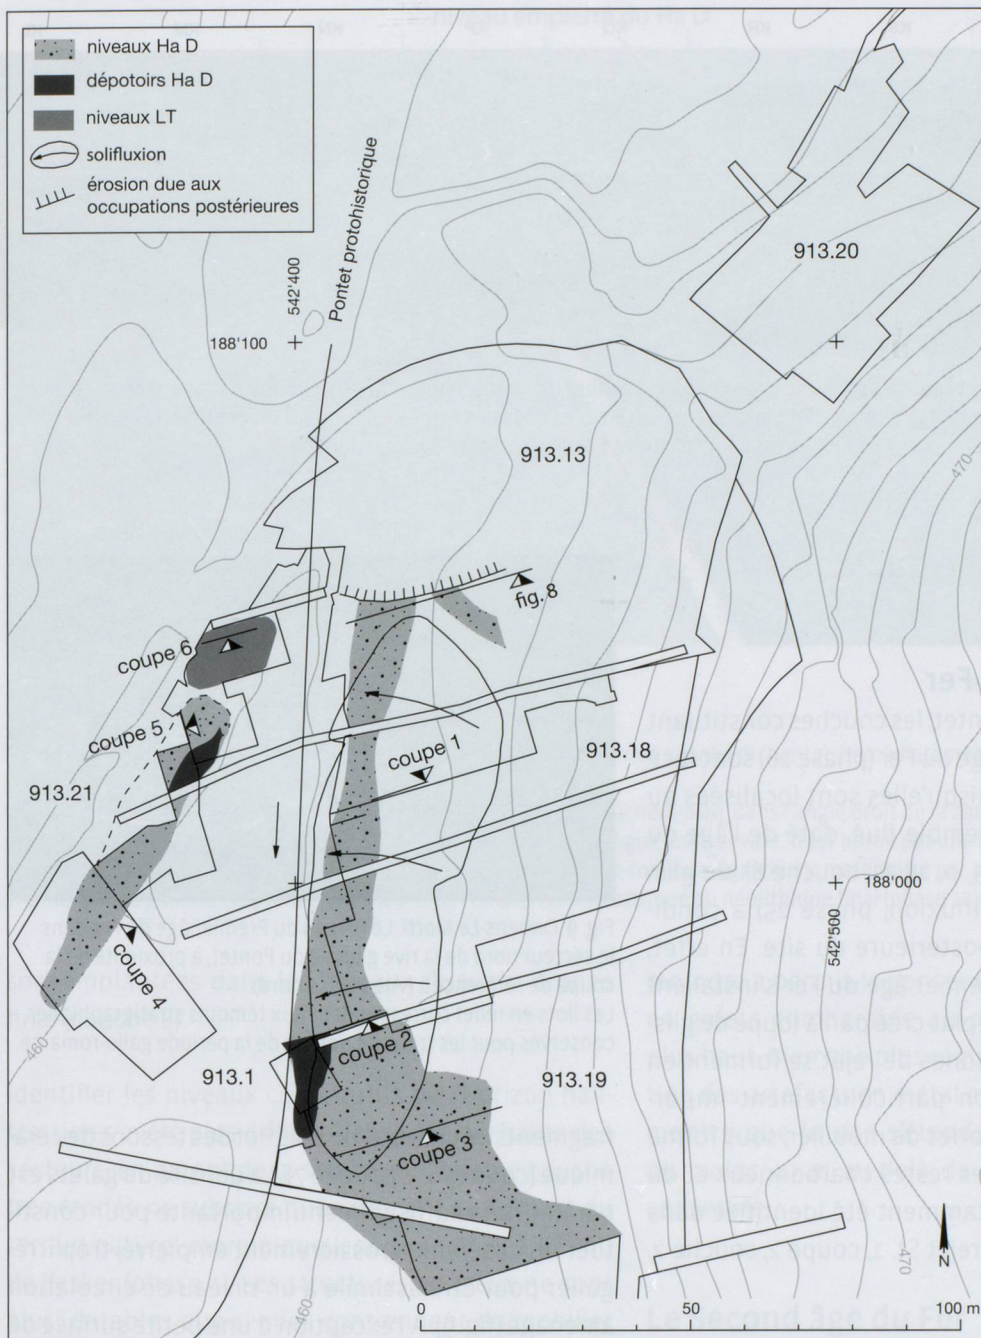 niveaux Ha D
dépotoirs Ha D
niveaux LT
solifluxion
érosion due aux
occupations postérieures
Pontet protohistorique
542'400
188'100
913.20
913.13
470
fig. 8
coupe 6
coupe 5
coupe 1
913.18
913.21
188'000
542'500
coupe 4
460
coupe 2
913.1
913.19
coupe 3
470
460
N
0
50
100 m